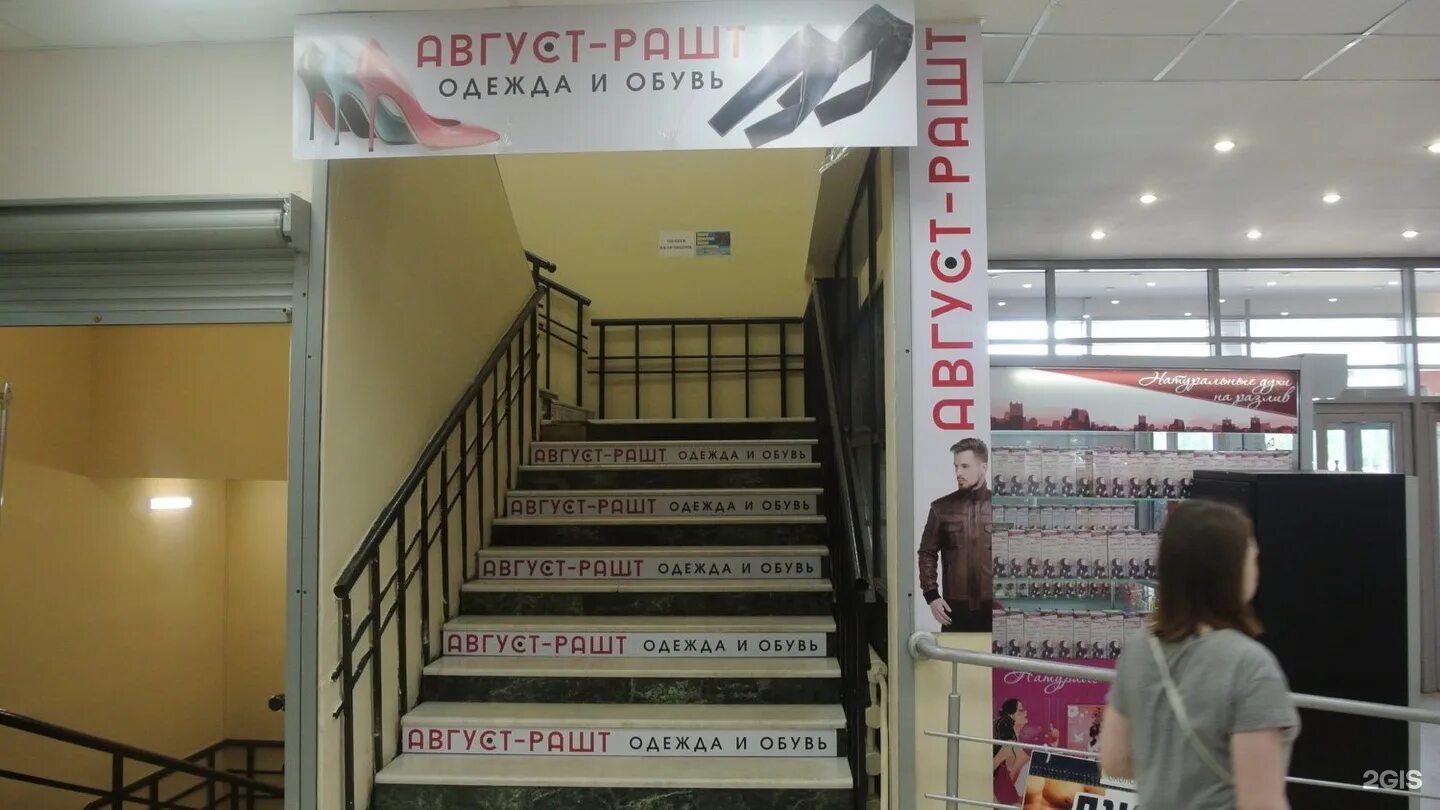 АВГУСТ-РАШТ
ОДЕЖДА И ОБУВЬ
АВГУСТ-РАШТ
АВГУСТ-РАШТ ОДЕЖДА И ОБУВЬ
АВГУСТ-РАШТ ОДЕЖДА И ОБУВЬ
АВГУСТ-РАШТ ОДЕЖДА И ОБУВЬ
АВГУСТ-РАШТ ОДЕЖДА И ОБУВЬ
АВГУСТ-РАШТ ОДЕЖДА И ОБУВЬ
Натуральные духи
на разлив
2GIS